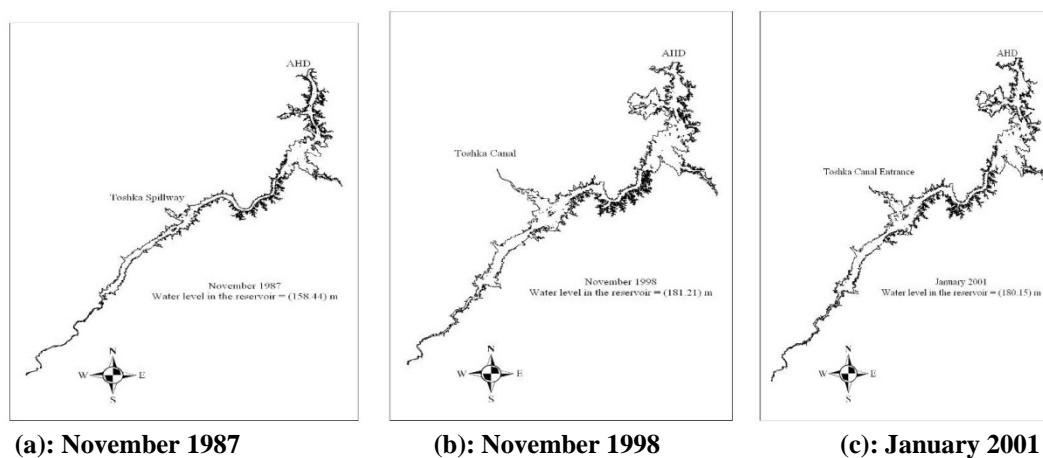 AHD
Toshka Spillway
November 1987
Water level in the reservoir = (158.44) m
N
W E
S
(a): November 1987
AHD
Toshka Canal
November 1998
Water level in the reservoir = (181.21) m
N
W E
S
(b): November 1998
AHD
Toshka Canal Entrance
January 2001
Water level in the reservoir = (180.15) m
N
W E
S
(c): January 2001